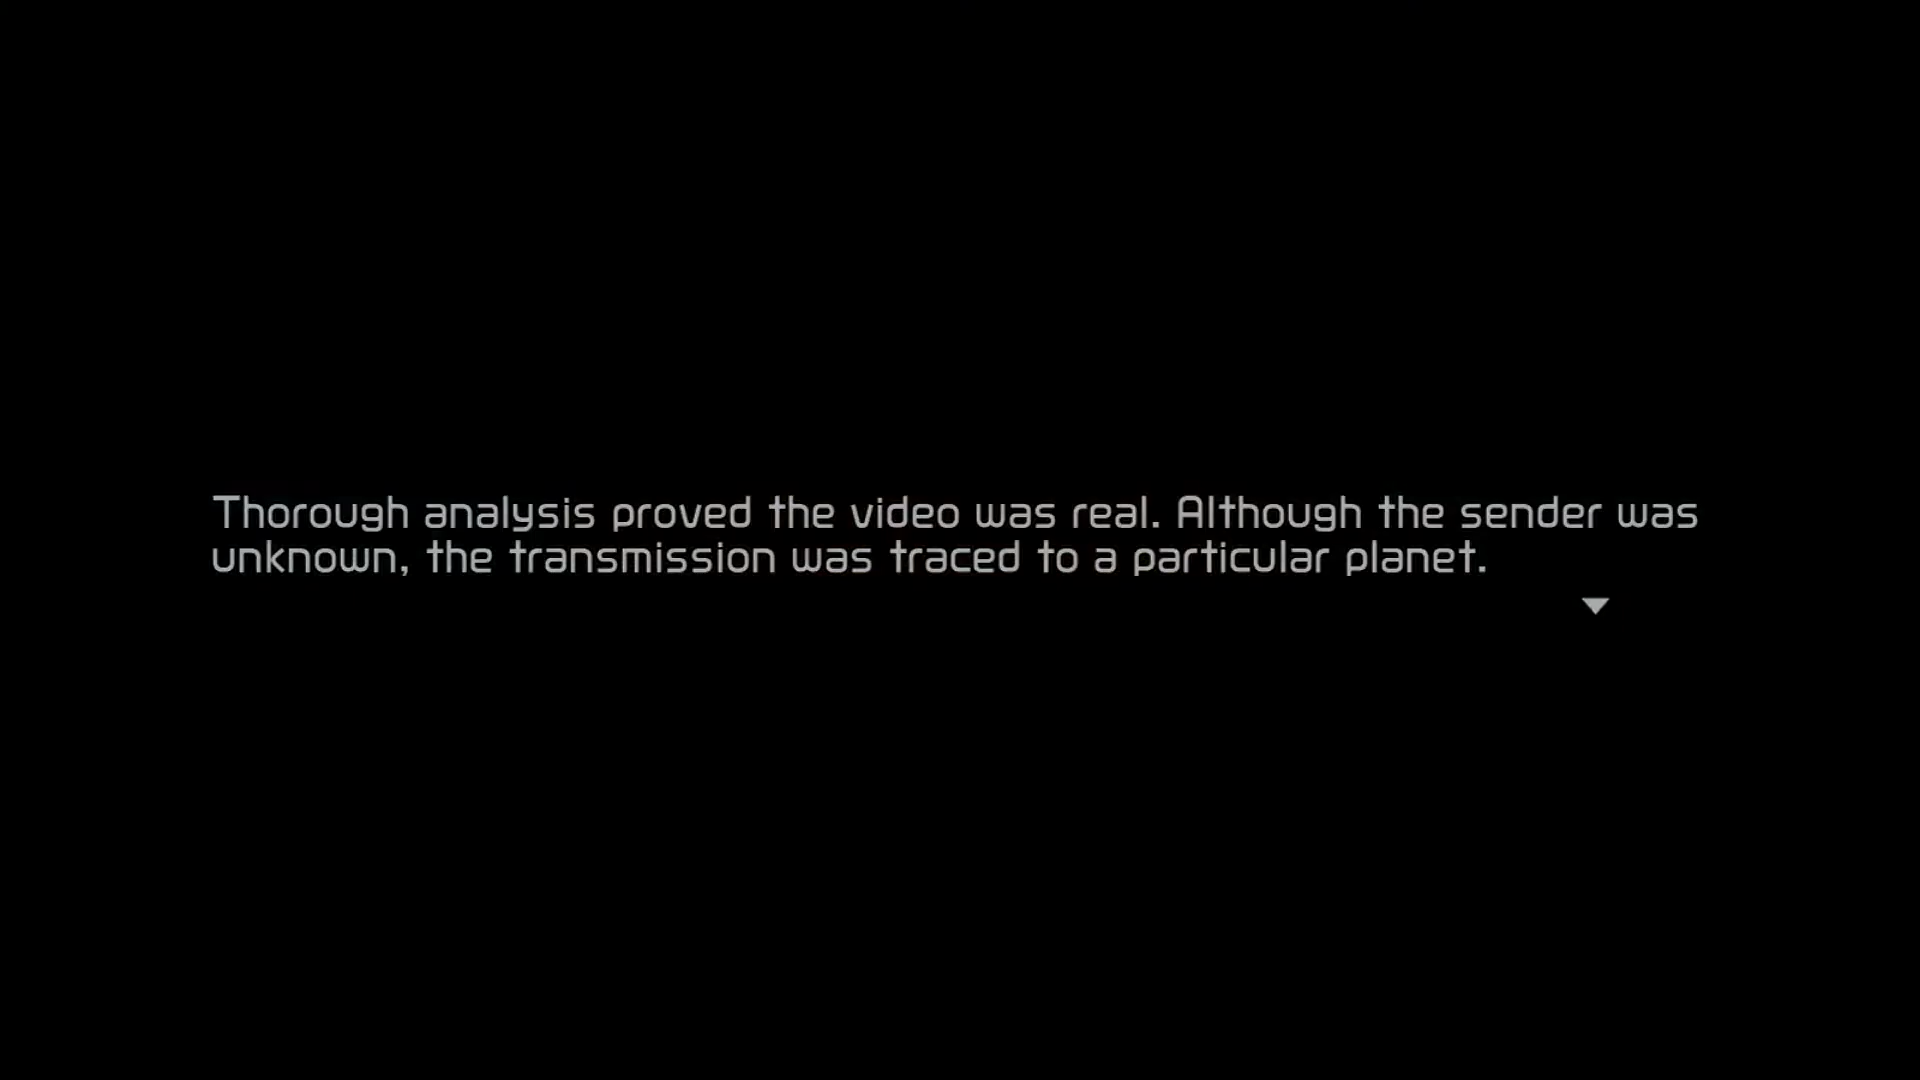 Thorough analysis proved the video was real. Although the sender was
unknown, the transmission was traced to a particular planet.